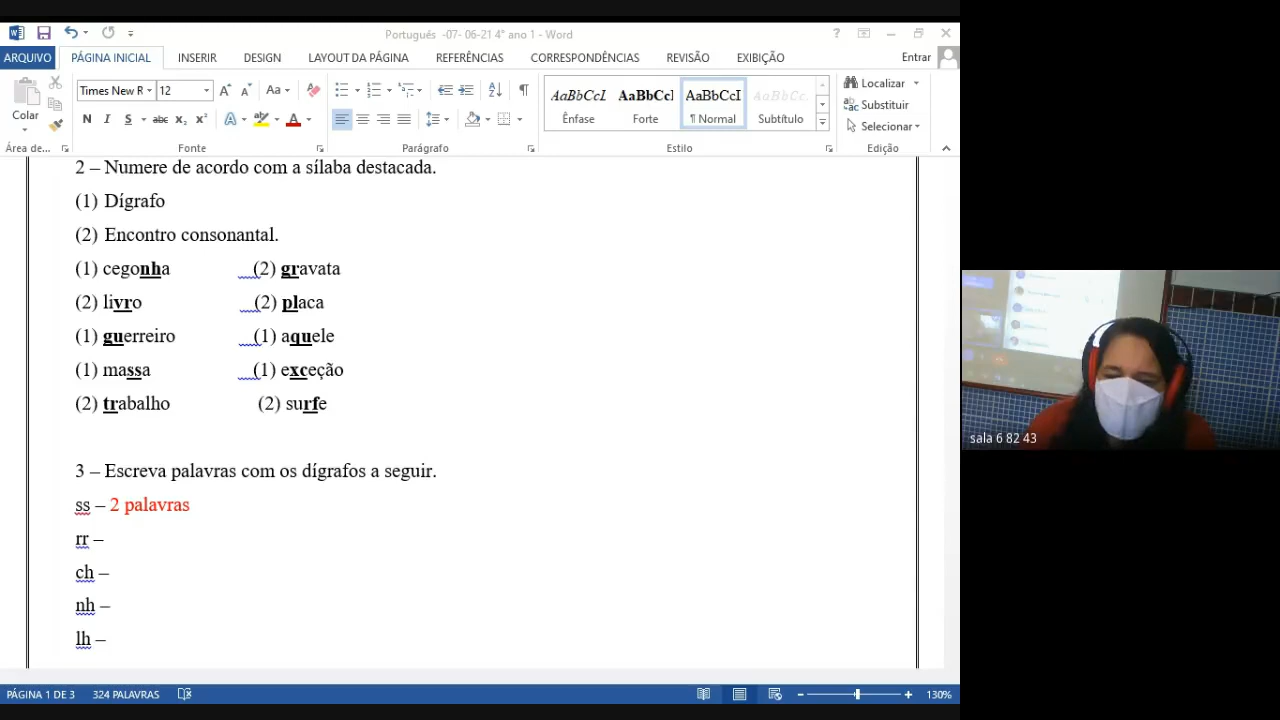 Português -07- 06-21 4° ano 1 - Word
ARQUIVO PÁGINA INICIAL INSERIR DESIGN LAYOUT DA PÁGINA REFERÊNCIAS CORRESPONDÊNCIAS REVISÃO EXIBIÇÃO Entrar
Times New R 12 Aa
Colar
N I S abc x₂ x² A A
AaBbCcI AaBbCcI AaBbCcI AaBbCc.
Ênfase Forte ¶ Normal Subtítulo
Localizar
Substituir
Selecionar
Área de... Fonte Parágrafo Estilo Edição
2 – Numere de acordo com a sílaba destacada.
(1) Dígrafo
(2) Encontro consonantal.
(1) cegonha (2) gravata
(2) livro (2) placa
(1) guerreiro (1) aquele
(1) massa (1) exceção
(2) trabalho (2) surfe
3 – Escreva palavras com os dígrafos a seguir.
ss – 2 palavras
rr –
ch –
nh –
lh –
PÁGINA 1 DE 3 324 PALAVRAS 130%
sala 6 82 43